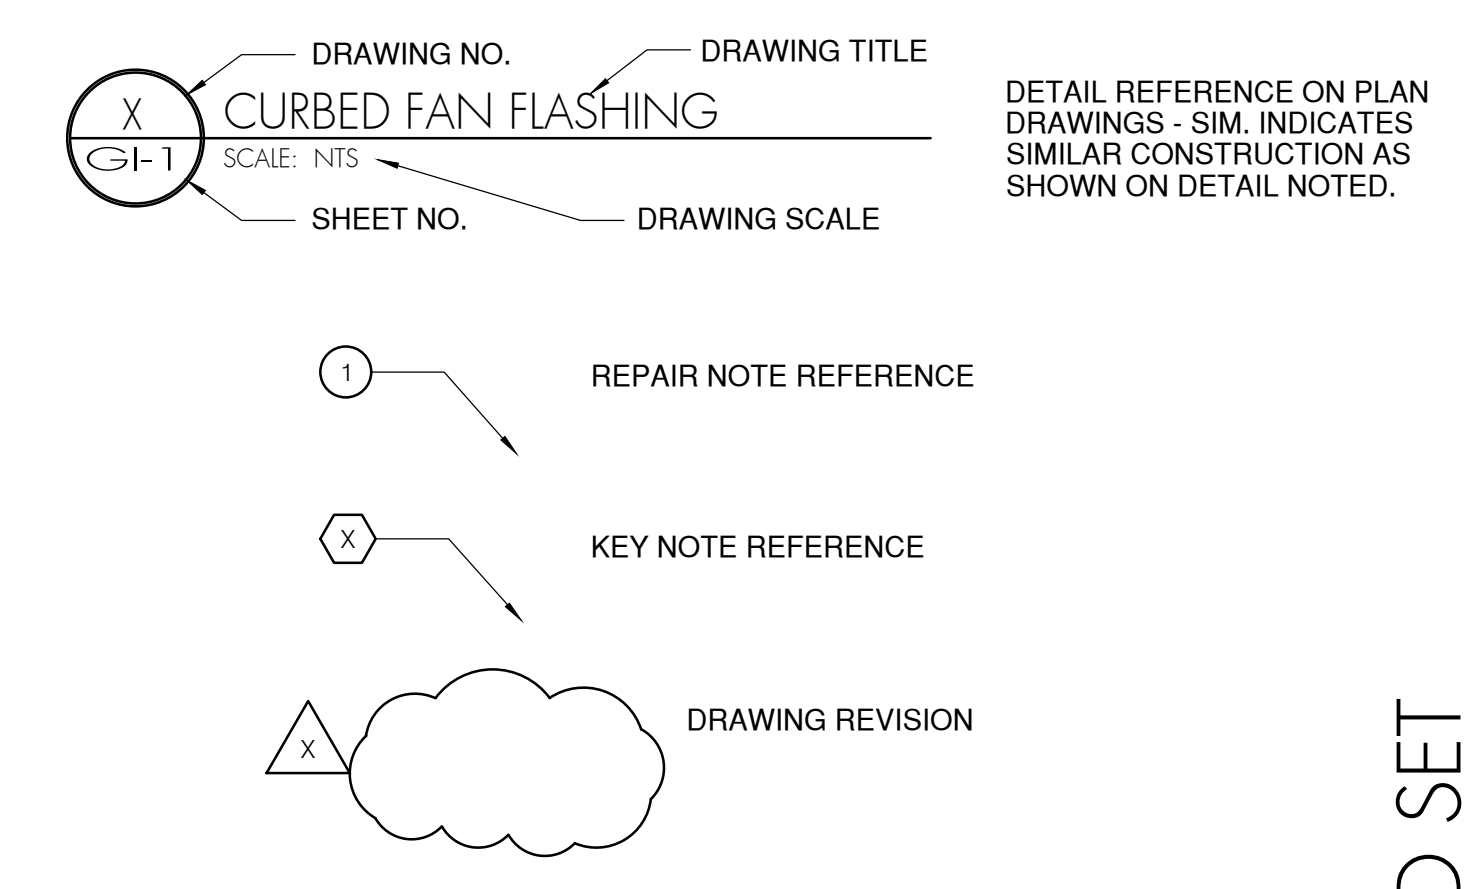 DRAWING NO.
DRAWING TITLE
X
CURBED FAN FLASHING
GI-1
SCALE: NTS
SHEET NO.
DRAWING SCALE
DETAIL REFERENCE ON PLAN
DRAWINGS - SIM. INDICATES
SIMILAR CONSTRUCTION AS
SHOWN ON DETAIL NOTED.
1
REPAIR NOTE REFERENCE
X
KEY NOTE REFERENCE
X
DRAWING REVISION
SET